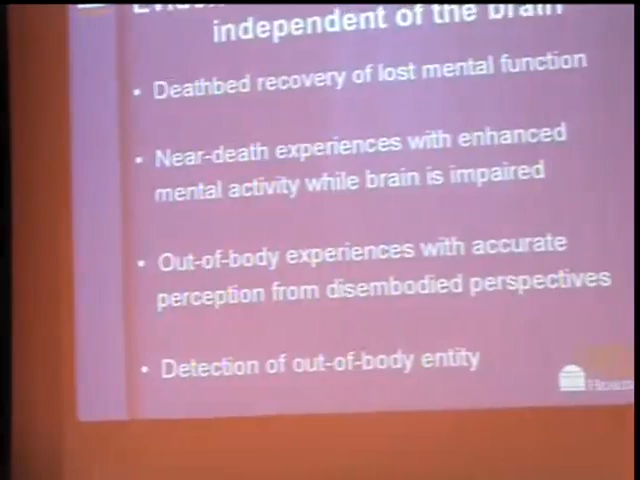 independent of the brain
• Deathbed recovery of lost mental function
• Near-death experiences with enhanced
mental activity while brain is impaired
• Out-of-body experiences with accurate
perception from disembodied perspectives
• Detection of out-of-body entity